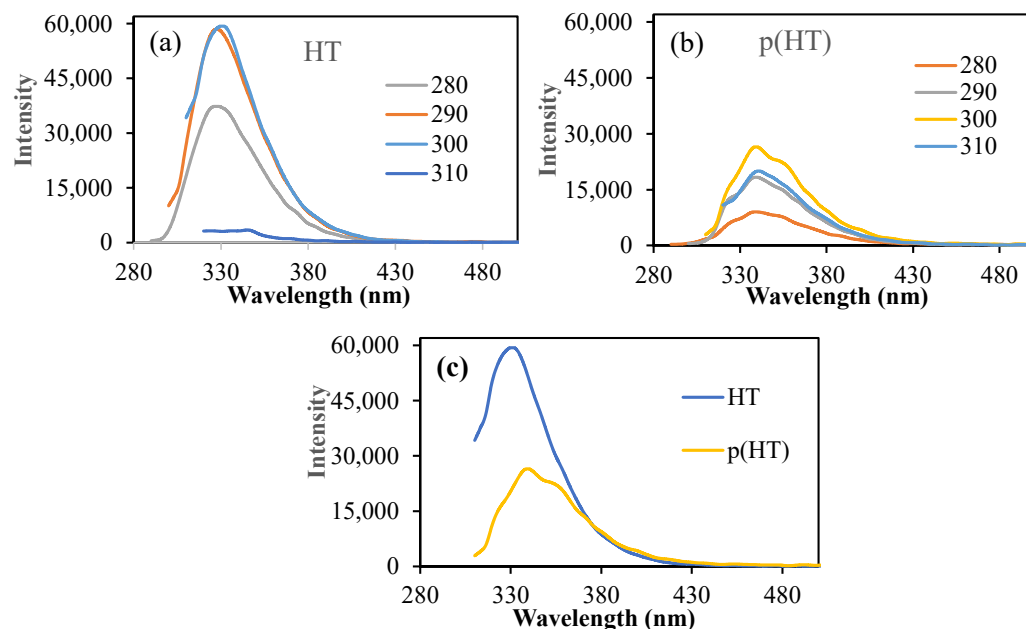 (a)
HT
Intensity
60,000
45,000
30,000
15,000
0
280
290
300
310
280 330 380 430 480
Wavelength (nm)
(b)
p(HT)
Intensity
60,000
45,000
30,000
15,000
0
280
290
300
310
280 330 380 430 480
Wavelength (nm)
(c)
Intensity
60,000
45,000
30,000
15,000
0
HT
p(HT)
280 330 380 430 480
Wavelength (nm)